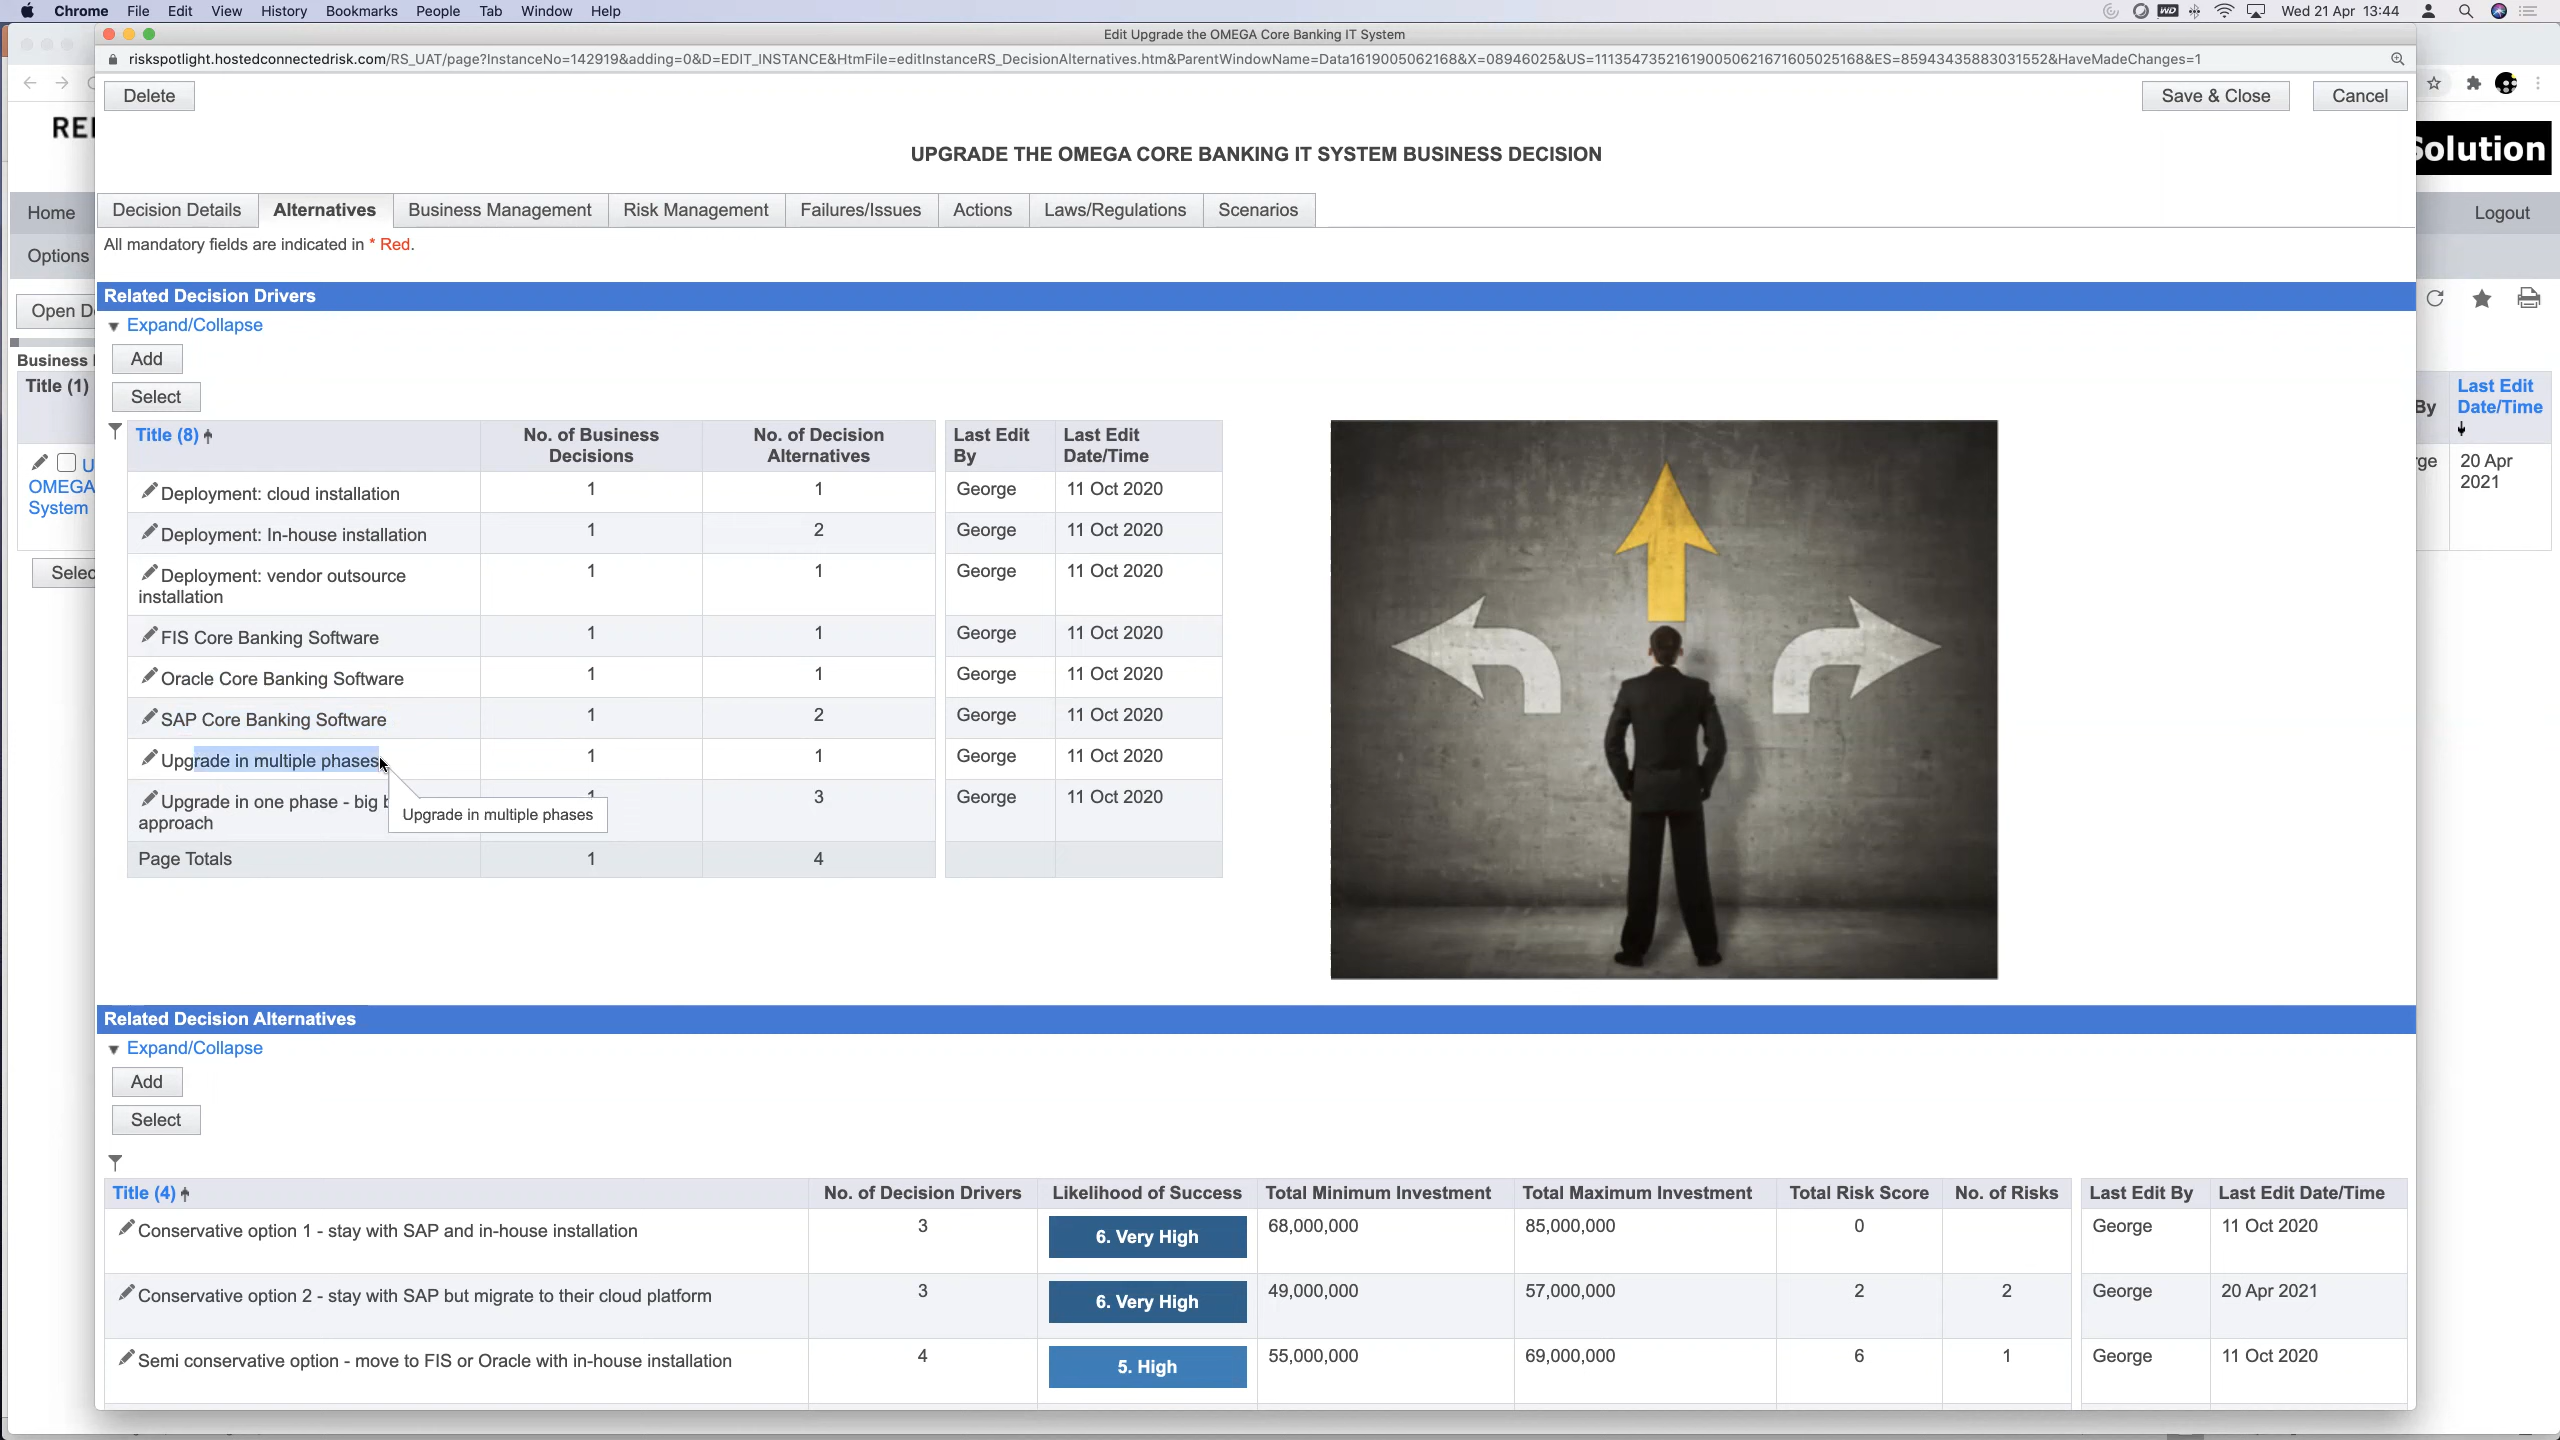 Chrome File Edit View History Bookmarks People Tab Window Help
WD Wed 21 Apr 13:44
Edit Upgrade the OMEGA Core Banking IT System
riskspotlight.hostedconnectedrisk.com/RS_UAT/page?InstanceNo=142919&adding=0&D=EDIT_INSTANCE&HtmFile=editInstanceRS_DecisionAlternatives.htm&ParentWindowName=Data1619005062168&X=08946025&US=11135473521619005062167160502516 8&ES=85943435883031552&HaveMadeChanges=1
Delete Save & Close Cancel
Solution
UPGRADE THE OMEGA CORE BANKING IT SYSTEM BUSINESS DECISION
Home Decision Details Alternatives Business Management Risk Management Failures/Issues Actions Laws/Regulations Scenarios Logout
All mandatory fields are indicated in * Red.
Options
Related Decision Drivers
Open
Expand/Collapse
Add
Business
Title (1) Last Edit
Select By Date/Time
Title (8) No. of Business Decisions No. of Decision Alternatives Last Edit By Last Edit Date/Time
OMEGA
System
20 Apr
2021
Deployment: cloud installation 1 1 George 11 Oct 2020
Deployment: In-house installation 1 2 George 11 Oct 2020
Deployment: vendor outsource installation 1 1 George 11 Oct 2020
FIS Core Banking Software 1 1 George 11 Oct 2020
Oracle Core Banking Software 1 1 George 11 Oct 2020
SAP Core Banking Software 1 2 George 11 Oct 2020
Upgrade in multiple phases 1 1 George 11 Oct 2020
Upgrade in one phase - big
approach 1 3 George 11 Oct 2020
Upgrade in multiple phases
Page Totals 1 4
Related Decision Alternatives
Expand/Collapse
Add
Select
Title (4) No. of Decision Drivers Likelihood of Success Total Minimum Investment Total Maximum Investment Total Risk Score No. of Risks Last Edit By Last Edit Date/Time
Conservative option 1 - stay with SAP and in-house installation 3 6. Very High 68,000,000 85,000,000 0 George 11 Oct 2020
Conservative option 2 - stay with SAP but migrate to their cloud platform 3 6. Very High 49,000,000 57,000,000 2 2 George 20 Apr 2021
Semi conservative option - move to FIS or Oracle with in-house installation 4 5. High 55,000,000 69,000,000 6 1 George 11 Oct 2020